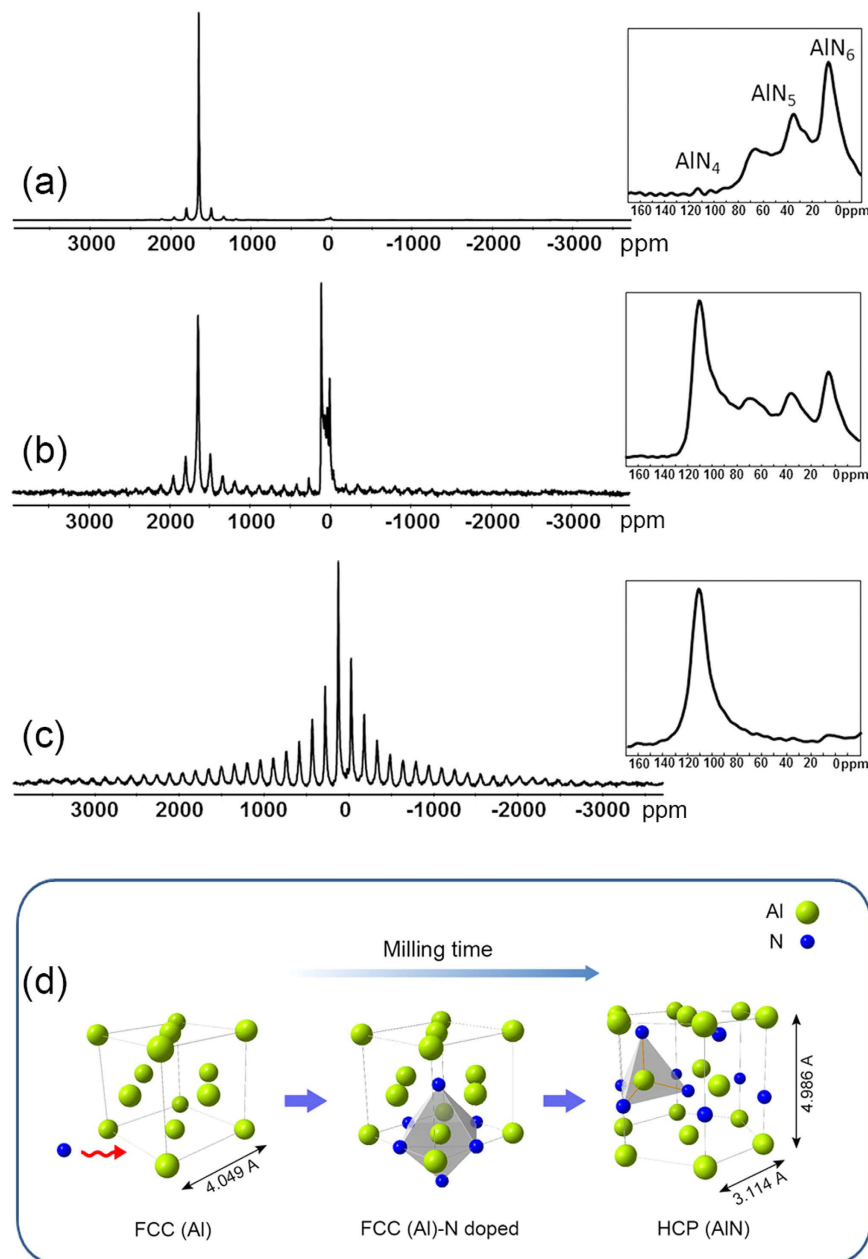 AlN₆
AlN₅
AlN₄
(a)
160 140 120 100 80 60 40 20 0ppm
3000 2000 1000 0 -1000 -2000 -3000 ppm
(b)
160 140 120 100 80 60 40 20 0ppm
3000 2000 1000 0 -1000 -2000 -3000 ppm
(c)
160 140 120 100 80 60 40 20 0ppm
3000 2000 1000 0 -1000 -2000 -3000 ppm
Al
N
Milling time
(d)
4.049 A
4.986 A
3.114 A
FCC (Al) FCC (Al)-N doped HCP (AlN)